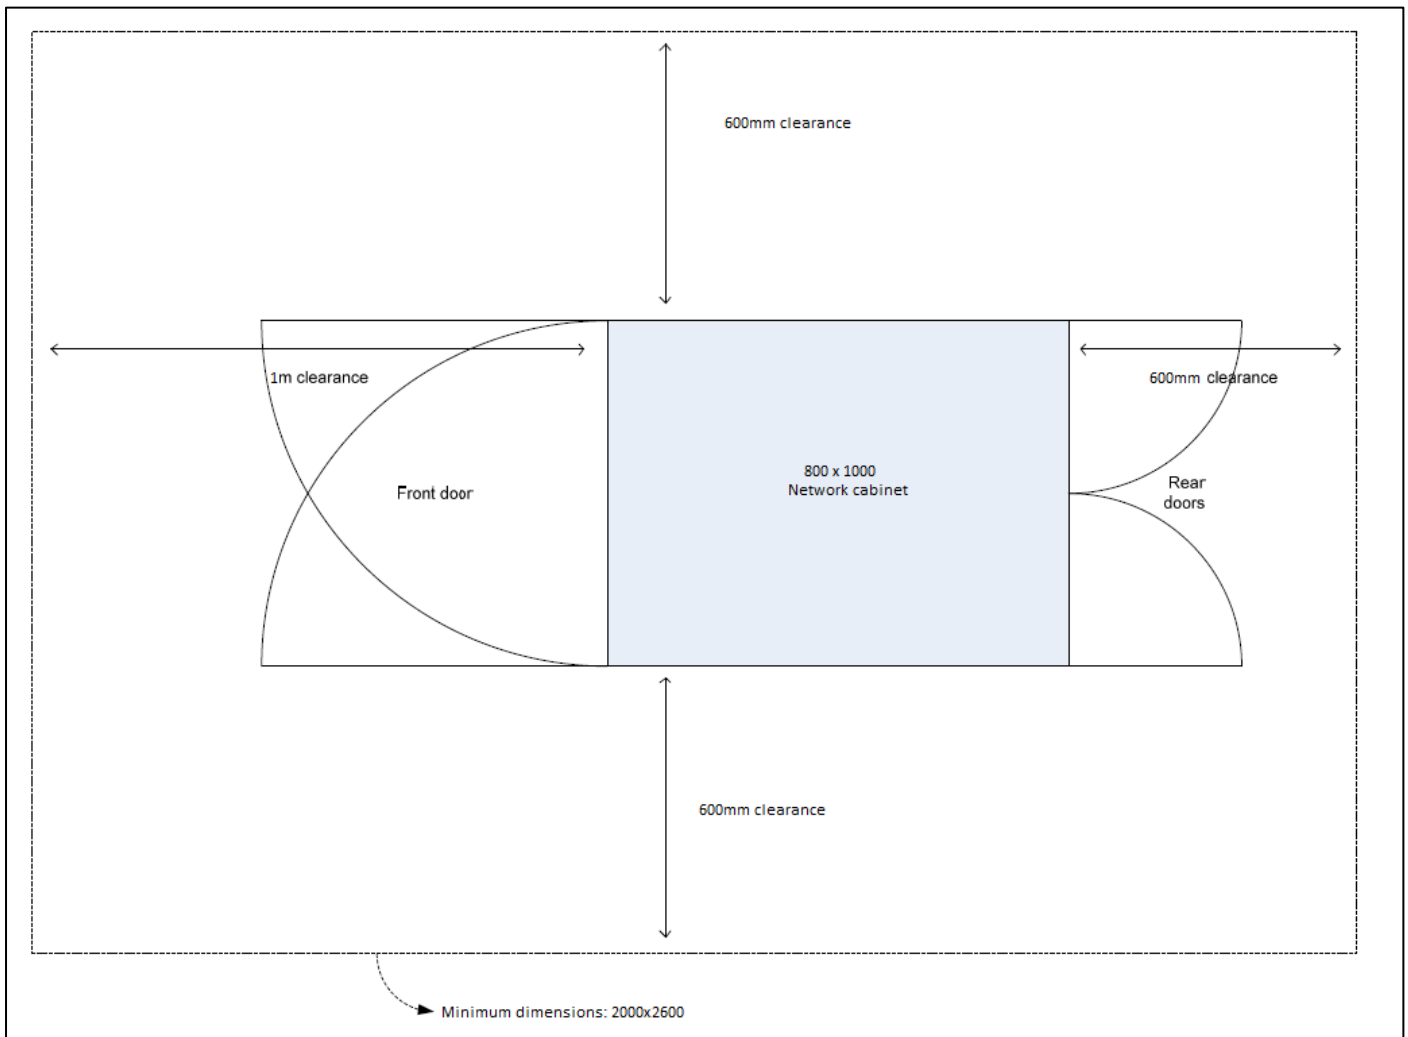 600mm clearance
1m clearance
600mm clearance
800 x 1000
Network cabinet
Front door
Rear
doors
600mm clearance
Minimum dimensions: 2000x2600